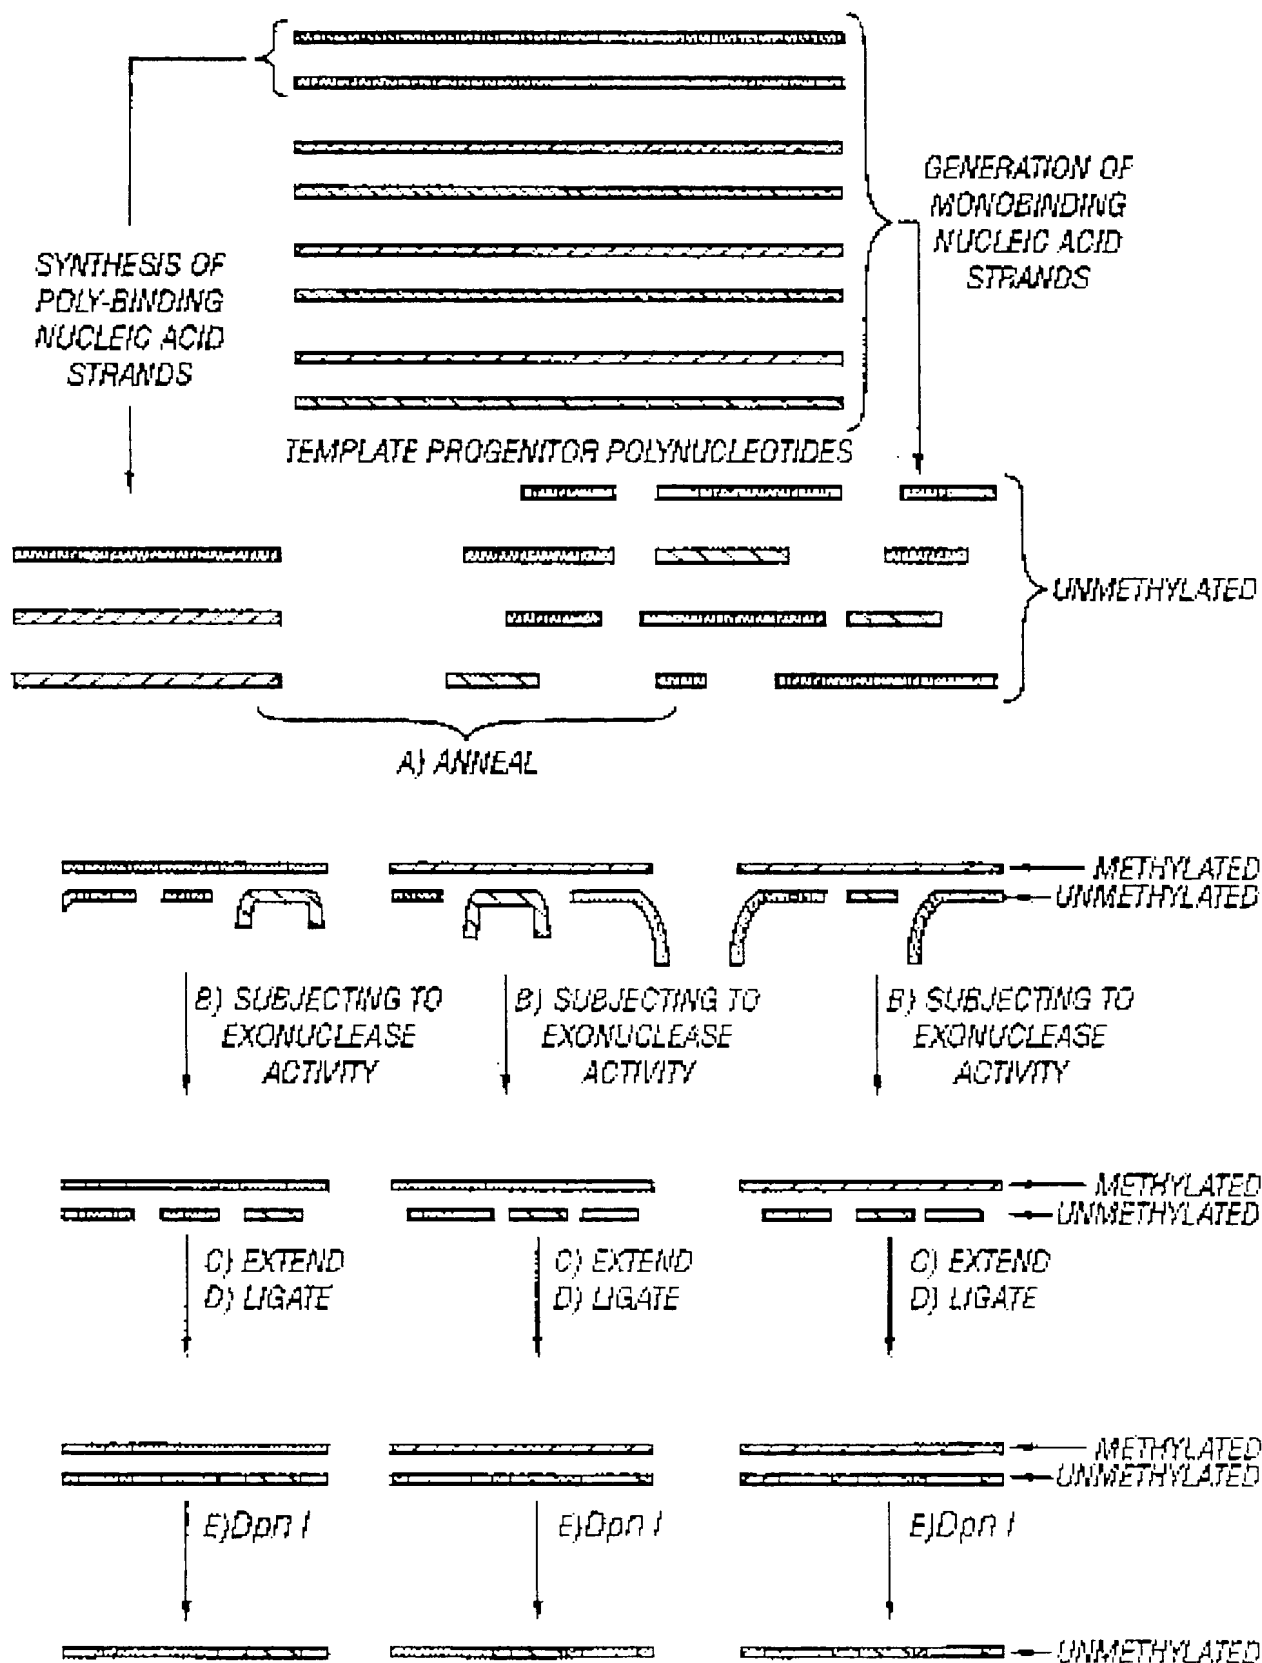 GENERATION OF
MONOBINDING
NUCLEIC ACID
STRANDS
SYNTHESIS OF
POLY-BINDING
NUCLEIC ACID
STRANDS
TEMPLATE PROGENITOR POLYNUCLEOTIDES
UNMETHYLATED
A) ANNEAL
METHYLATED
UNMETHYLATED
B) SUBJECTING TO
EXONUCLEASE
ACTIVITY
B) SUBJECTING TO
EXONUCLEASE
ACTIVITY
B) SUBJECTING TO
EXONUCLEASE
ACTIVITY
METHYLATED
UNMETHYLATED
C) EXTEND
D) LIGATE
C) EXTEND
D) LIGATE
C) EXTEND
D) LIGATE
METHYLATED
UNMETHYLATED
E)Dpn I
E)Dpn I
E)Dpn I
UNMETHYLATED